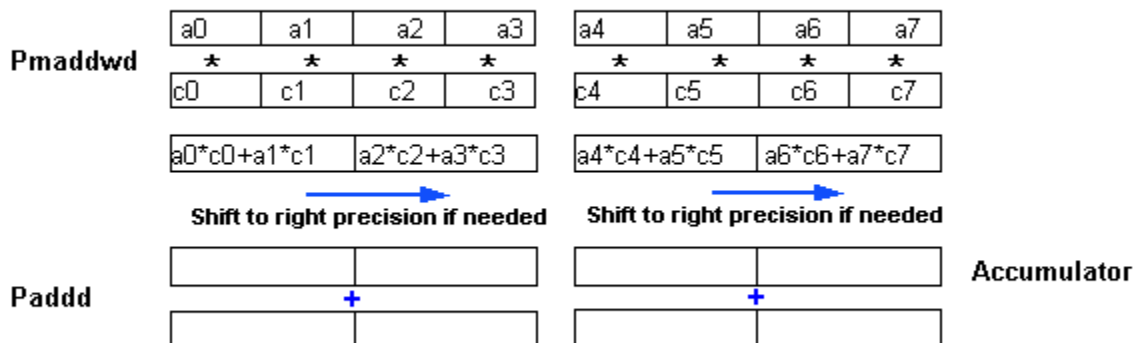 a0 a1 a2 a3 a4 a5 a6 a7
Pmaddwd * * * * * * * *
c0 c1 c2 c3 c4 c5 c6 c7
a0*c0+a1*c1 a2*c2+a3*c3 a4*c4+a5*c5 a6*c6+a7*c7
Shift to right precision if needed Shift to right precision if needed
Accumulator
Paddd + +